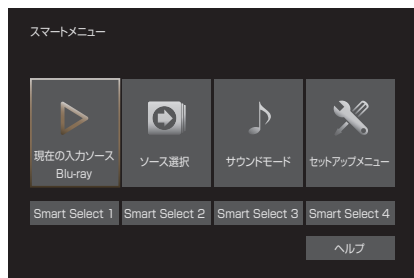 スマートメニュー
現在の入力ソース
Blu-ray
ソース選択
サウンドモード
セットアップメニュー
Smart Select 1
Smart Select 2
Smart Select 3
Smart Select 4
ヘルプ